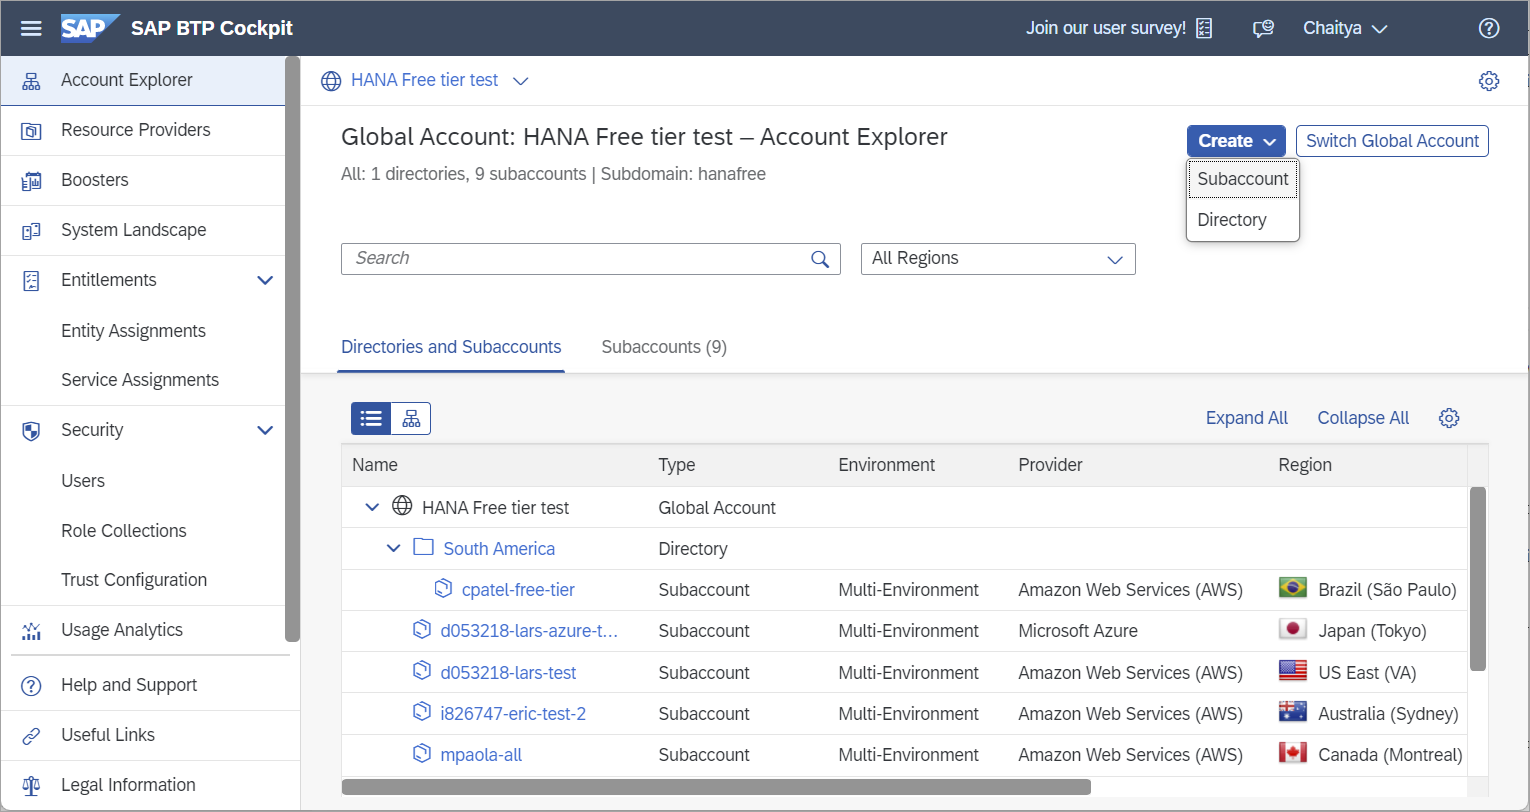 SAP SAP BTP Cockpit
Join our user survey!
Chaitya
Account Explorer
Resource Providers
Boosters
System Landscape
Entitlements
Entity Assignments
Service Assignments
Security
Users
Role Collections
Trust Configuration
Usage Analytics
Help and Support
Useful Links
Legal Information
HANA Free tier test
Global Account: HANA Free tier test – Account Explorer
All: 1 directories, 9 subaccounts | Subdomain: hanafree
Create
Switch Global Account
Subaccount
Directory
Search
All Regions
Directories and Subaccounts
Subaccounts (9)
Expand All
Collapse All
Name Type Environment Provider Region
HANA Free tier test Global Account
South America Directory
cpatel-free-tier Subaccount Multi-Environment Amazon Web Services (AWS) Brazil (São Paulo)
d053218-lars-azure-t... Subaccount Multi-Environment Microsoft Azure Japan (Tokyo)
d053218-lars-test Subaccount Multi-Environment Amazon Web Services (AWS) US East (VA)
i826747-eric-test-2 Subaccount Multi-Environment Amazon Web Services (AWS) Australia (Sydney)
mpaola-all Subaccount Multi-Environment Amazon Web Services (AWS) Canada (Montreal)